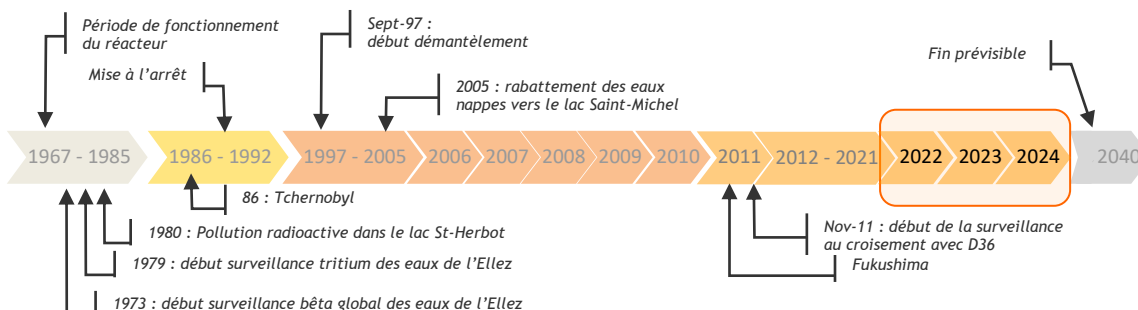 Période de fonctionnement
du réacteur
Mise à l’arrêt
Sept-97 :
début démantèlement
2005 : rabattement des eaux
nappes vers le lac Saint-Michel
Fin prévisible
1967 - 1985
1986 - 1992
1997 - 2005
2006
2007
2008
2009
2010
2011
2012 - 2021
2022
2023
2024
2040
86 : Tchernobyl
1980 : Pollution radioactive dans le lac St-Herbot
1979 : début surveillance tritium des eaux de l’Ellez
1973 : début surveillance bêta global des eaux de l’Ellez
Nov-11 : début de la surveillance
au croisement avec D36
Fukushima